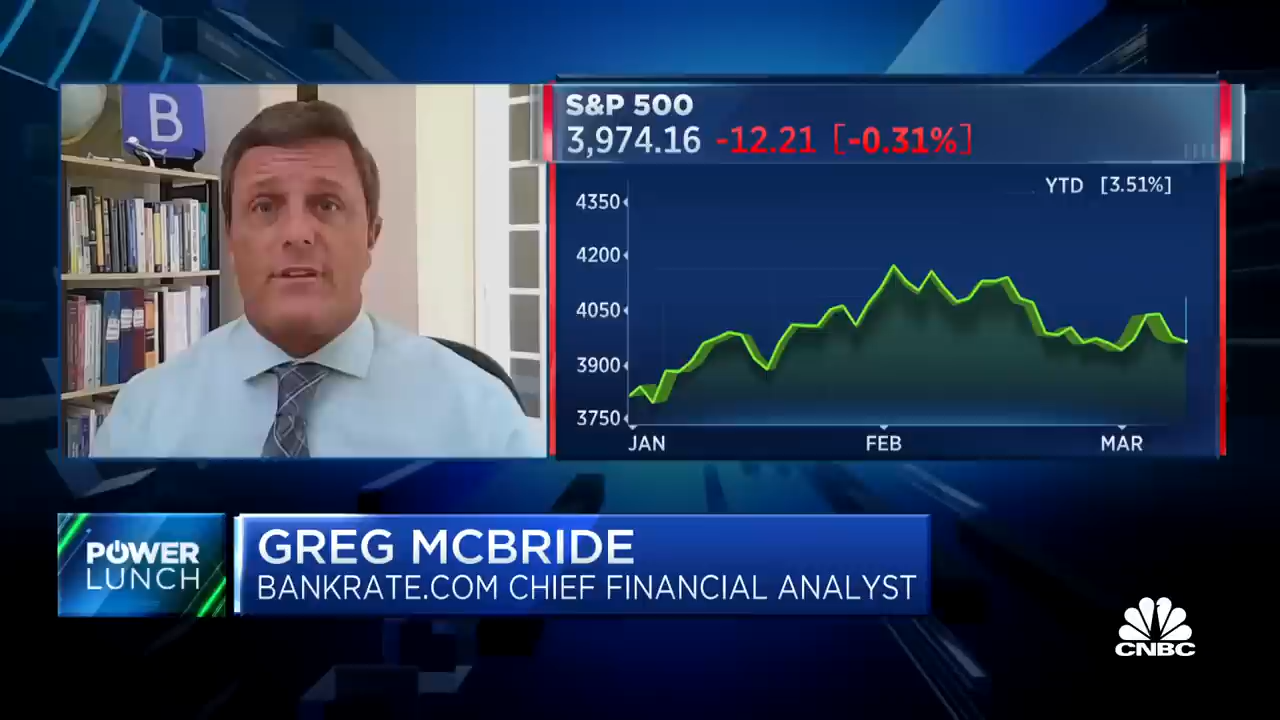 B
S&P 500
3,974.16 -12.21 [-0.31%]
YTD [3.51%]
4350
4200
4050
3900
3750
JAN FEB MAR
POWER
LUNCH
GREG MCBRIDE
BANKRATE.COM CHIEF FINANCIAL ANALYST
CNBC